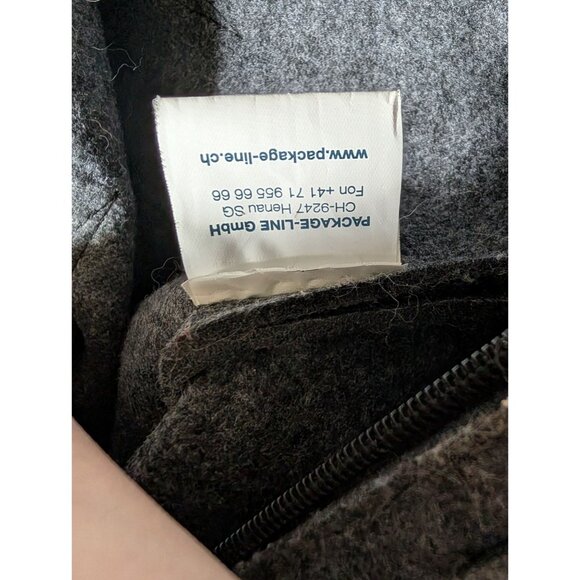 PACKAGE-LINE GmbH
CH-9247 Henau SG
Fon +41 71 955 66 66
www.package-line.ch